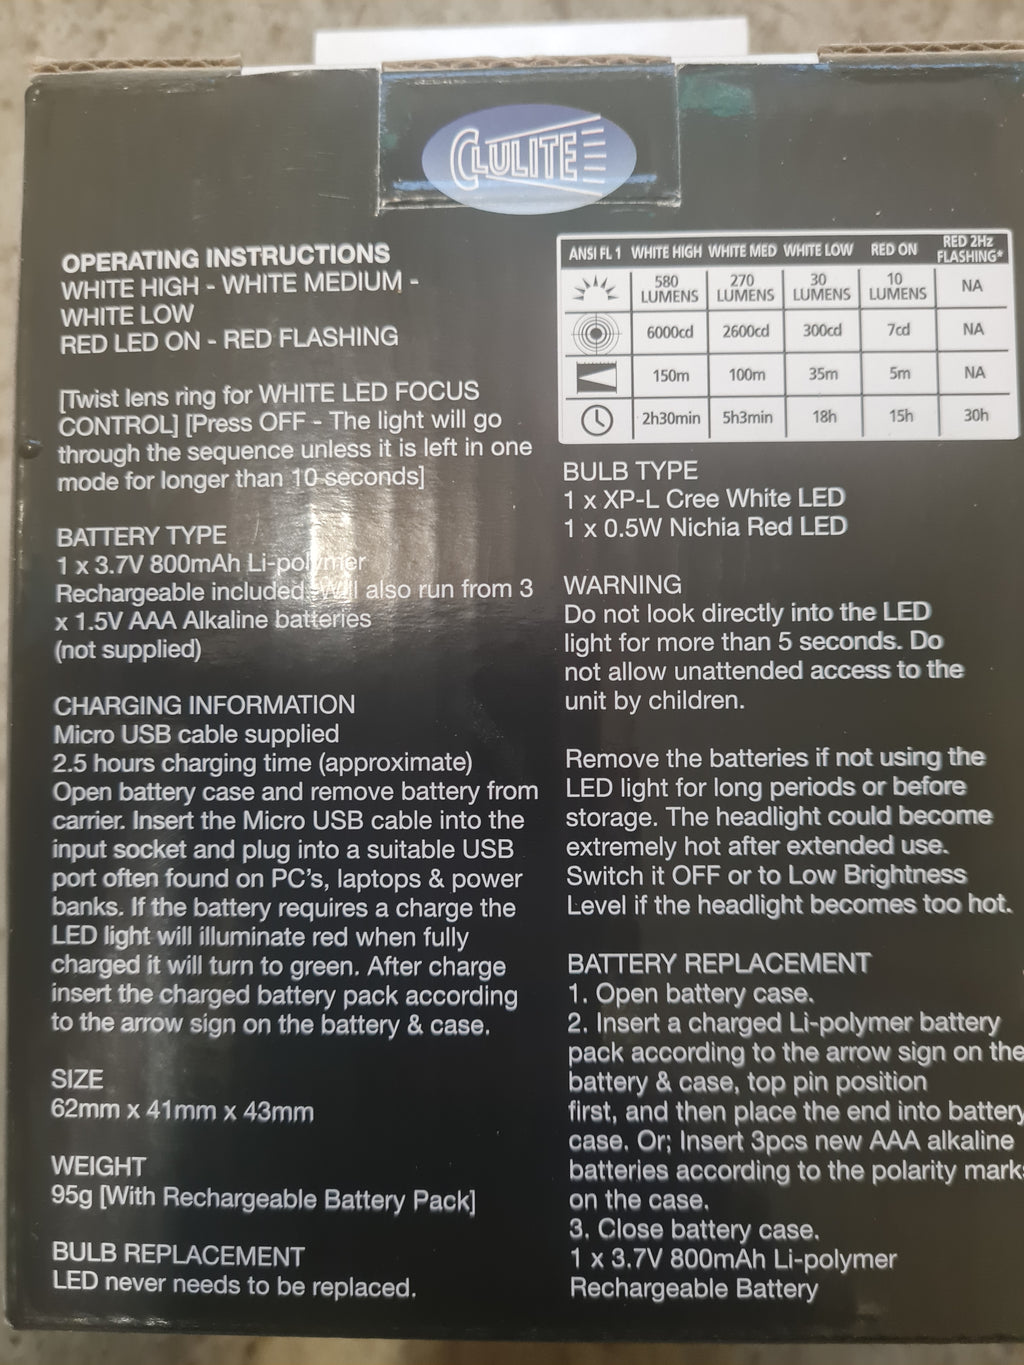 CLULITE
OPERATING INSTRUCTIONS
WHITE HIGH - WHITE MEDIUM -
WHITE LOW
RED LED ON - RED FLASHING
[Twist lens ring for WHITE LED FOCUS
CONTROL] [Press OFF - The light will go
through the sequence unless it is left in one
mode for longer than 10 seconds]
BATTERY TYPE
1 x 3.7V 800mAh Li-polymer
Rechargeable included. Will also run from 3
x 1.5V AAA Alkaline batteries
(not supplied)
CHARGING INFORMATION
Micro USB cable supplied
2.5 hours charging time (approximate)
Open battery case and remove battery from
carrier. Insert the Micro USB cable into the
input socket and plug into a suitable USB
port often found on PC's, laptops & power
banks. If the battery requires a charge the
LED light will illuminate red when fully
charged it will turn to green. After charge
insert the charged battery pack according
to the arrow sign on the battery & case.
SIZE
62mm x 41mm x 43mm
WEIGHT
95g [With Rechargeable Battery Pack]
BULB REPLACEMENT
LED never needs to be replaced.
ANSI FL 1 WHITE HIGH WHITE MED WHITE LOW RED ON RED 2Hz FLASHING*
580 LUMENS 270 LUMENS 30 LUMENS 10 LUMENS NA
6000cd 2600cd 300cd 7cd NA
150m 100m 35m 5m NA
2h30min 5h3min 18h 15h 30h
BULB TYPE
1 x XP-L Cree White LED
1 x 0.5W Nichia Red LED
WARNING
Do not look directly into the LED
light for more than 5 seconds. Do
not allow unattended access to the
unit by children.
Remove the batteries if not using the
LED light for long periods or before
storage. The headlight could become
extremely hot after extended use.
Switch it OFF or to Low Brightness
Level if the headlight becomes too hot.
BATTERY REPLACEMENT
1. Open battery case.
2. Insert a charged Li-polymer battery
pack according to the arrow sign on the
battery & case, top pin position
first, and then place the end into battery
case. Or; Insert 3pcs new AAA alkaline
batteries according to the polarity marks
on the case.
3. Close battery case.
1 x 3.7V 800mAh Li-polymer
Rechargeable Battery